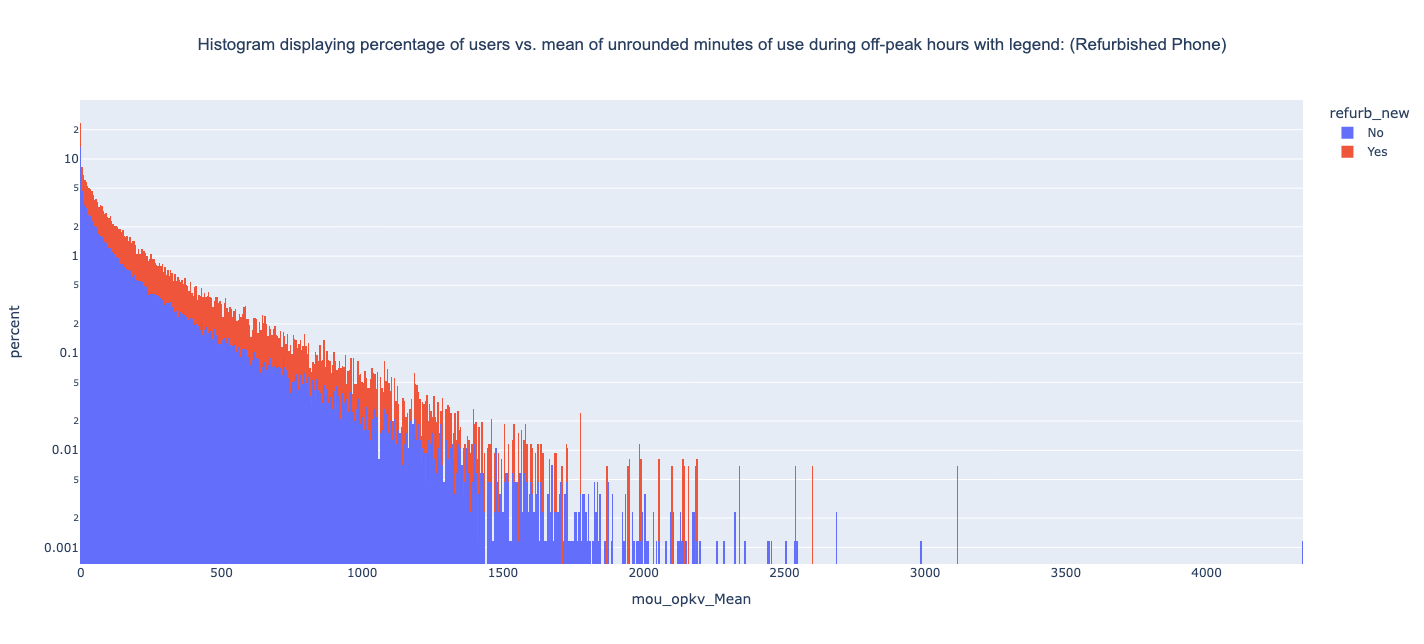 Histogram displaying percentage of users vs. mean of unrounded minutes of use during off-peak hours with legend: (Refurbished Phone)
refurb_new
No
Yes
2
10
5
2
1
5
2
0.1
5
2
0.01
5
2
0.001
percent
0 500 1000 1500 2000 2500 3000 3500 4000
mou_opkv_Mean